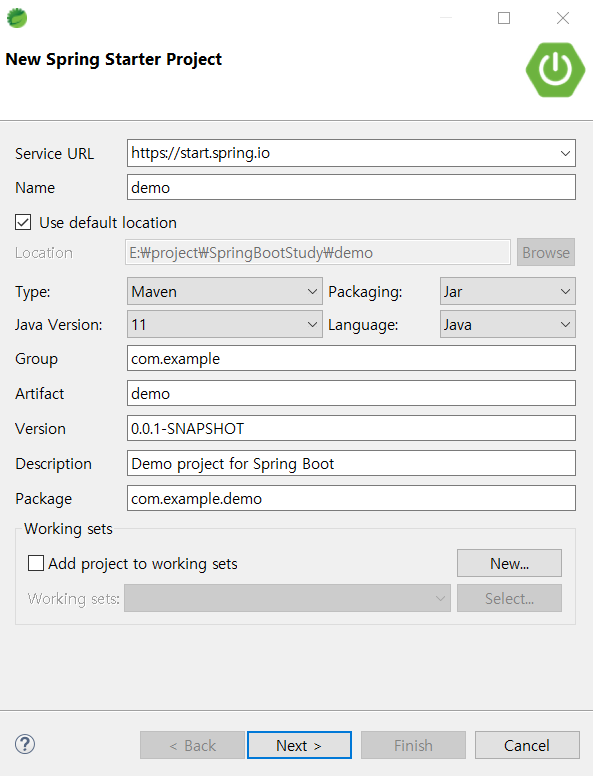 New Spring Starter Project
Service URL https://start.spring.io
Name demo
Use default location
Location E:₩project₩SpringBootStudy₩demo Browse
Type: Maven Packaging: Jar
Java Version: 11 Language: Java
Group com.example
Artifact demo
Version 0.0.1-SNAPSHOT
Description Demo project for Spring Boot
Package com.example.demo
Working sets
Add project to working sets New...
Working sets: Select...
? < Back Next > Finish Cancel